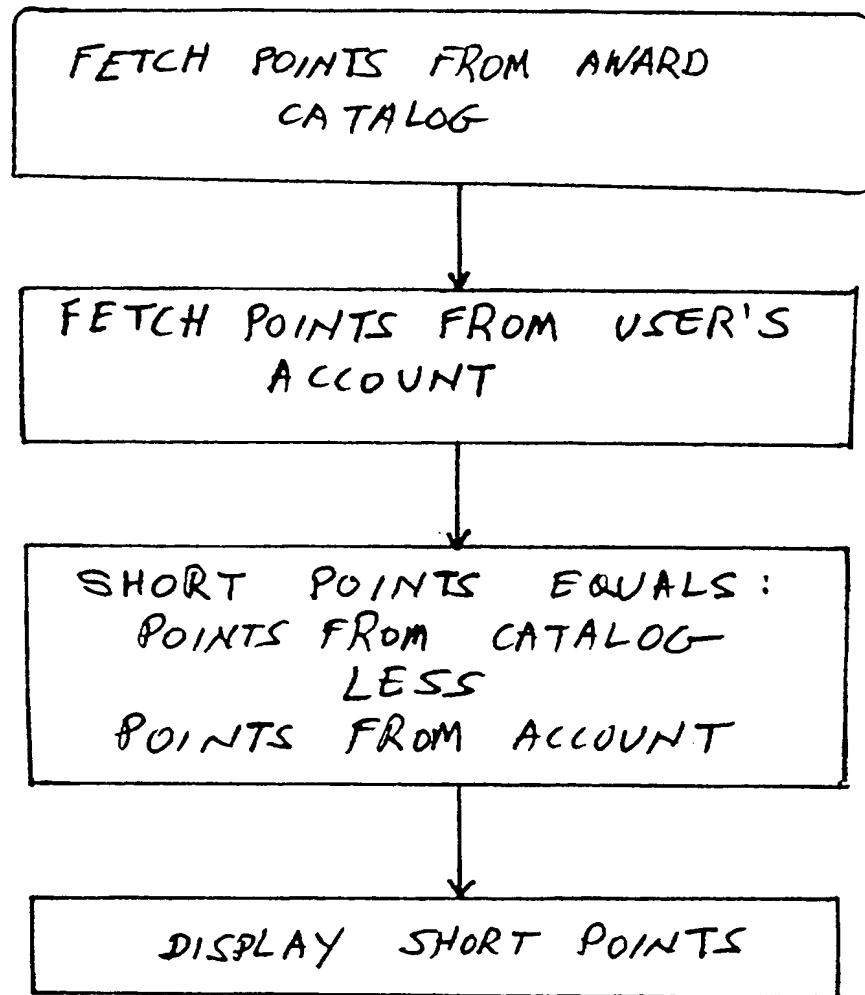 FETCH POINTS FROM AWARD
CATALOG
FETCH POINTS FROM USER'S
ACCOUNT
SHORT POINTS EQUALS:
POINTS FROM CATALOG
LESS
POINTS FROM ACCOUNT
DISPLAY SHORT POINTS